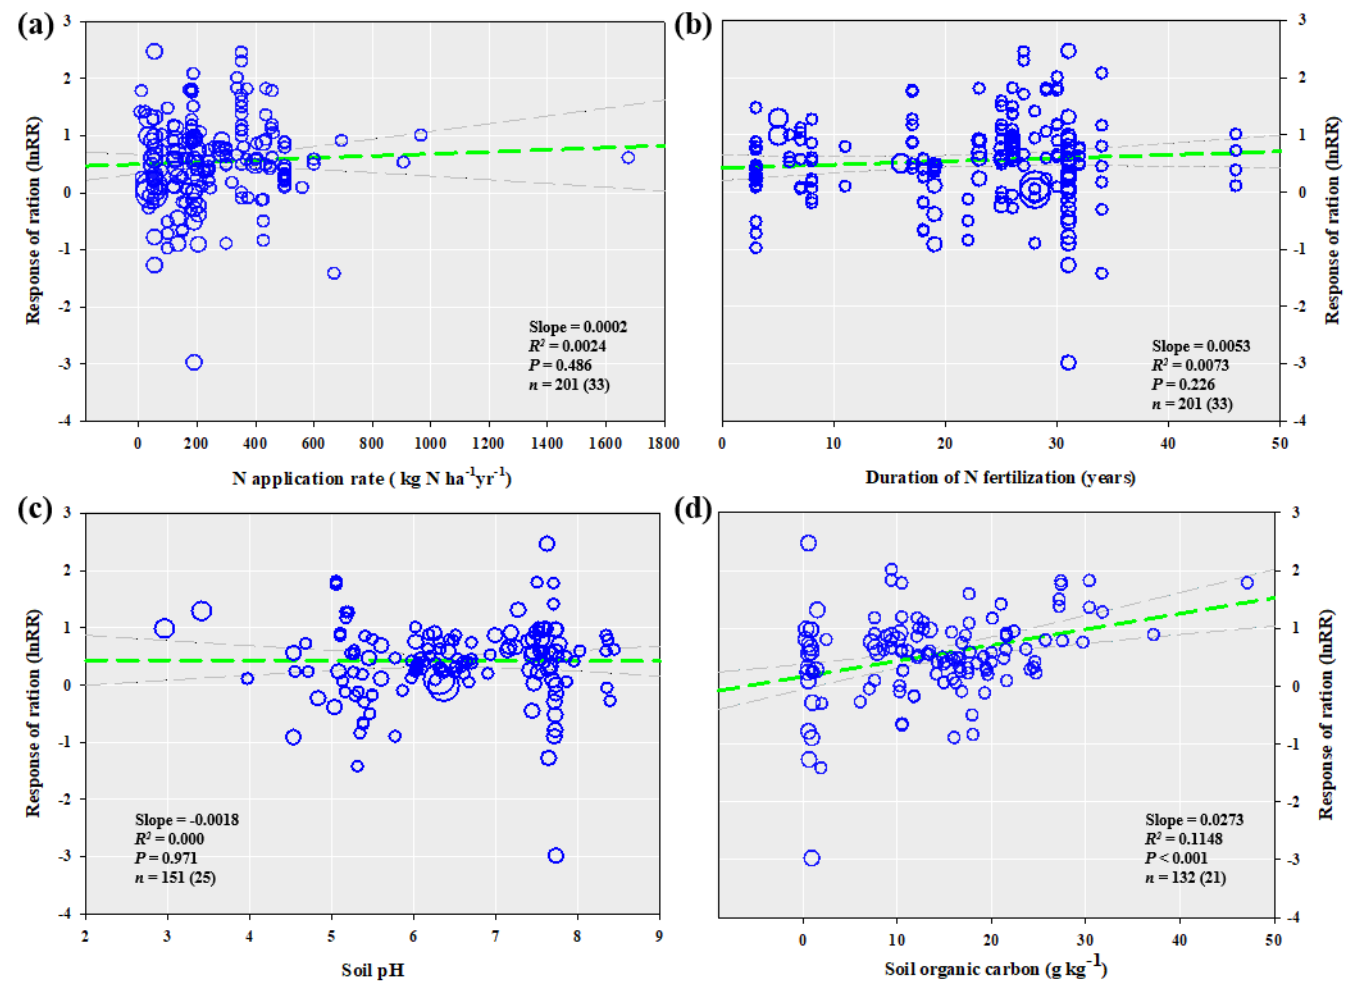 (a)
3
2
1
0
-1
-2
-3
-4
Response of ration (lnRR)
Slope = 0.0002
R² = 0.0024
P = 0.486
n = 201 (33)
0 200 400 600 800 1000 1200 1400 1600 1800
N application rate ( kg N ha⁻¹yr⁻¹)
(b)
3
2
1
0
-1
-2
-3
-4
Response of ration (lnRR)
Slope = 0.0053
R² = 0.0073
P = 0.226
n = 201 (33)
0 10 20 30 40 50
Duration of N fertilization (years)
(c)
3
2
1
0
-1
-2
-3
-4
Response of ration (lnRR)
Slope = -0.0018
R² = 0.000
P = 0.971
n = 151 (25)
2 3 4 5 6 7 8 9
Soil pH
(d)
3
2
1
0
-1
-2
-3
-4
Response of ration (lnRR)
Slope = 0.0273
R² = 0.1148
P < 0.001
n = 132 (21)
0 10 20 30 40 50
Soil organic carbon (g kg⁻¹)